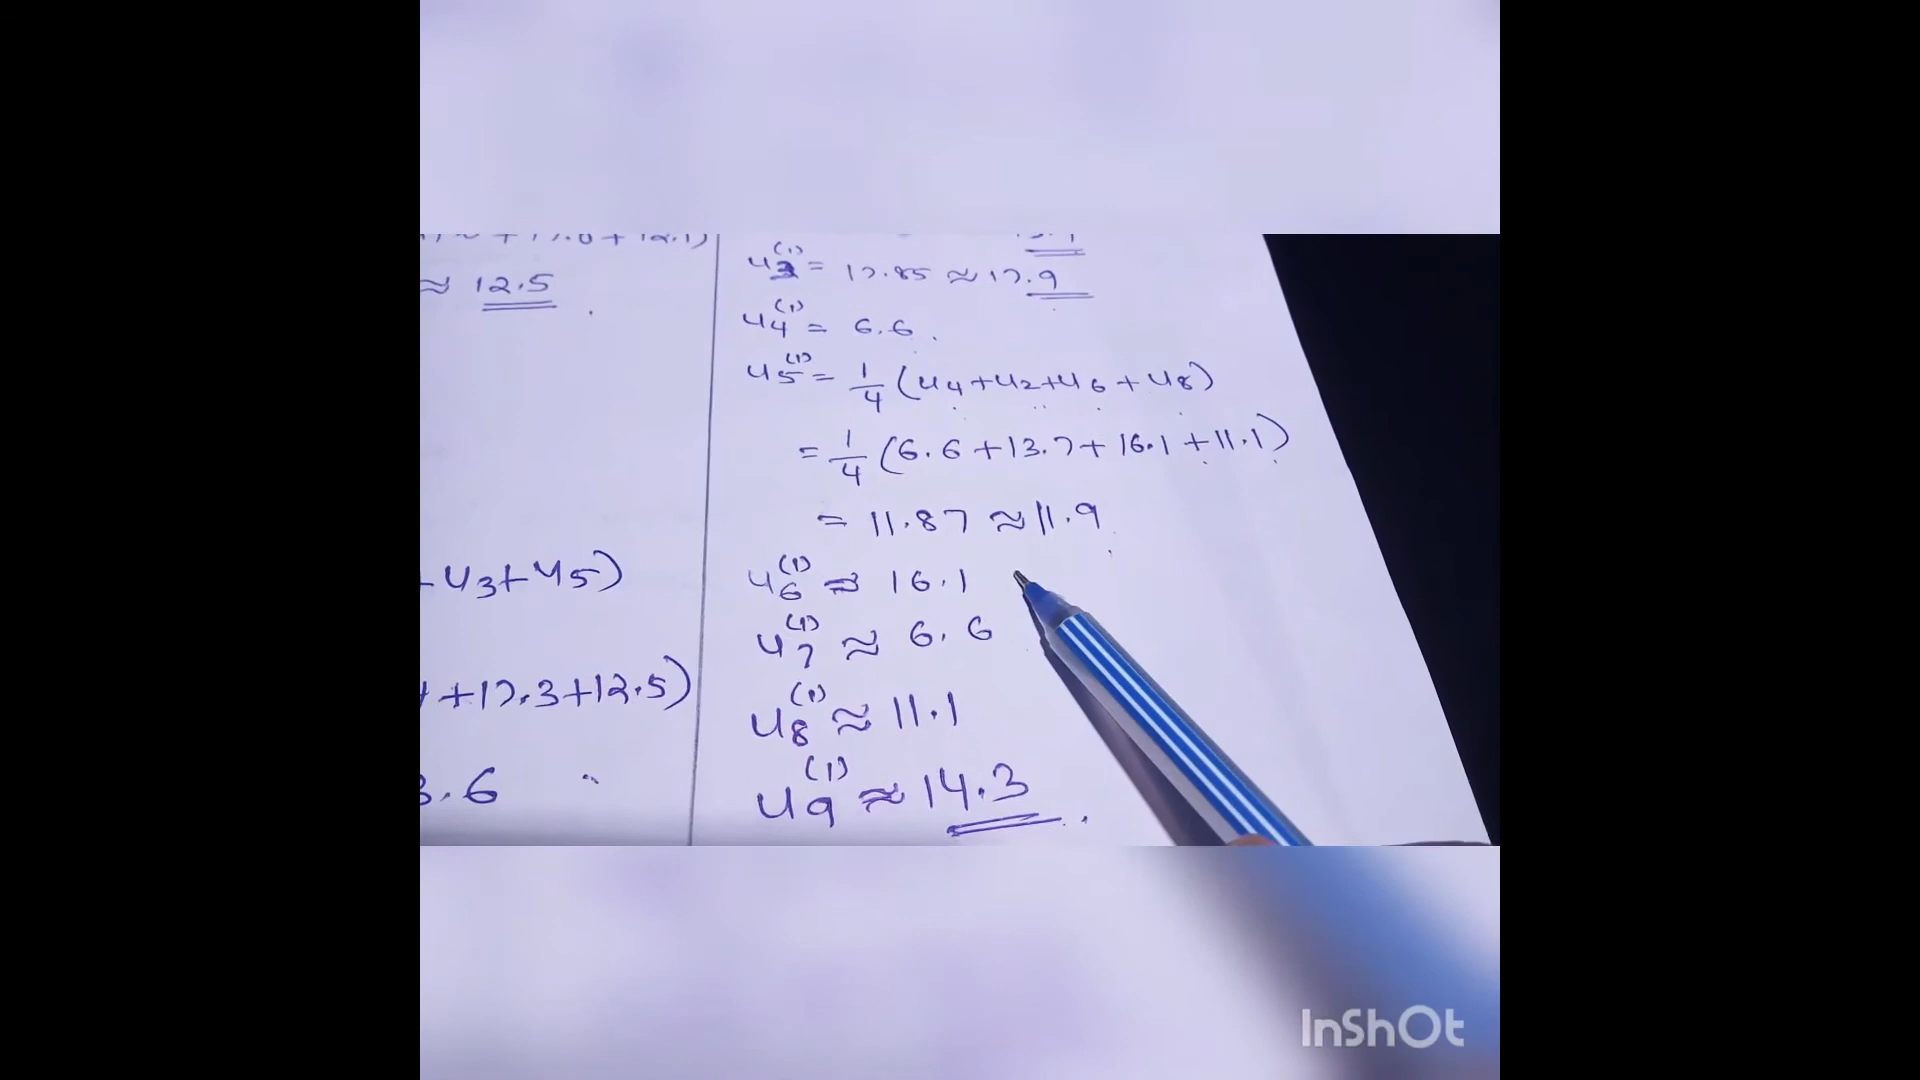 +12.1)
≈ 12.5
+u3+u5)
+17.3+12.5)
3.6
u3^(1) = 17.85 ≈ 17.9
u4^(1) = 6.6.
u5^(1) = 1/4 (u4+u2+u6+u8)
= 1/4 (6.6+13.7+16.1+11.1)
= 11.87 ≈ 11.9
u6^(1) ≈ 16.1
u7^(1) ≈ 6.6
u8^(1) ≈ 11.1
u9^(1) ≈ 14.3
InShOt